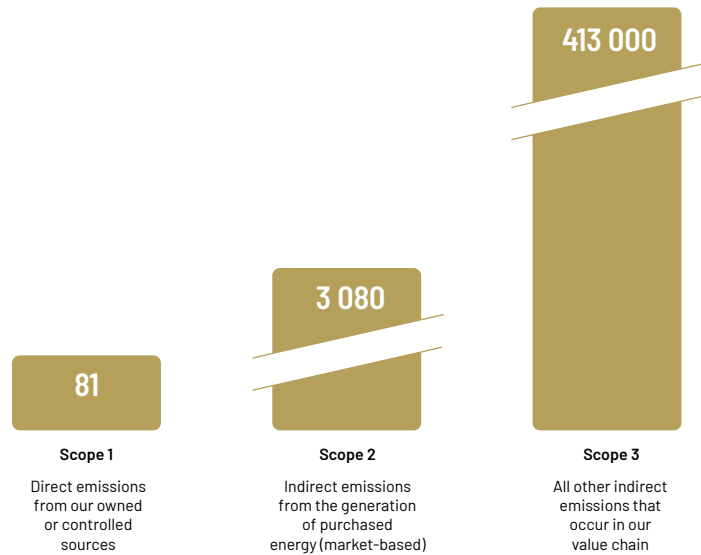 413 000
3 080
81
Scope 1
Direct emissions
from our owned
or controlled
sources
Scope 2
Indirect emissions
from the generation
of purchased
energy (market-based)
Scope 3
All other indirect
emissions that
occur in our
value chain